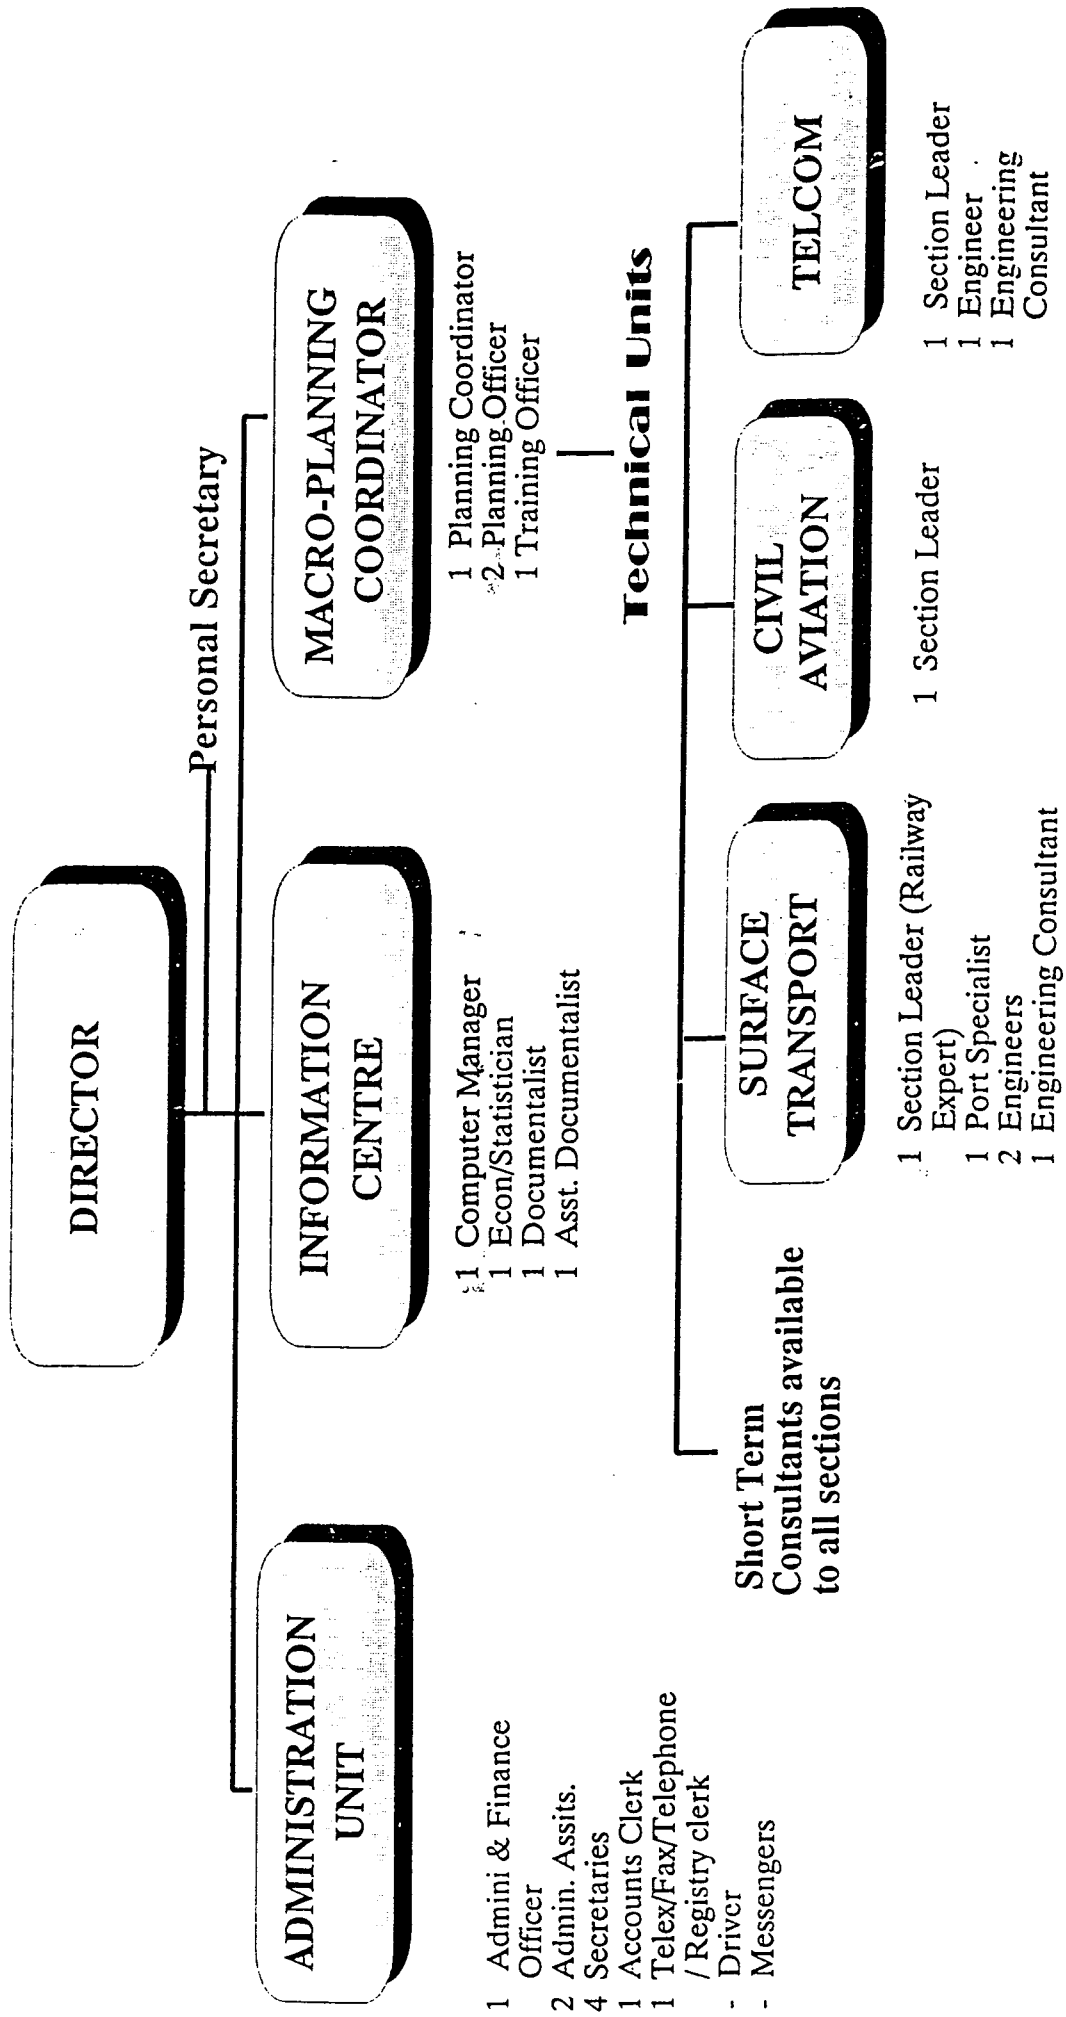 DIRECTOR
Personal Secretary
ADMINISTRATION
UNIT
1 Admini & Finance
Officer
2 Admin. Assits.
4 Secretaries
1 Accounts Clerk
1 Telex/Fax/Telephone
/ Registry clerk
- Driver
- Messengers
INFORMATION
CENTRE
1 Computer Manager
1 Econ/Statistician
1 Documentalist
1 Asst. Documentalist
MACRO-PLANNING
COORDINATOR
1 Planning Coordinator
2 Planning Officer
1 Training Officer
Technical Units
Short Term
Consultants available
to all sections
SURFACE
TRANSPORT
1 Section Leader (Railway
Expert)
1 Port Specialist
2 Engineers
1 Engineering Consultant
CIVIL
AVIATION
1 Section Leader
TELCOM
1 Section Leader
1 Engineer
1 Engineering
Consultant